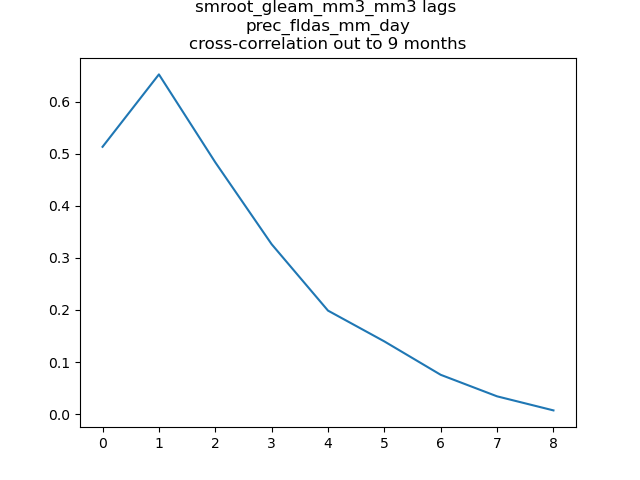 smroot_gleam_mm3_mm3 lags
prec_fldas_mm_day
cross-correlation out to 9 months
0.6
0.5
0.4
0.3
0.2
0.1
0.0
0 1 2 3 4 5 6 7 8